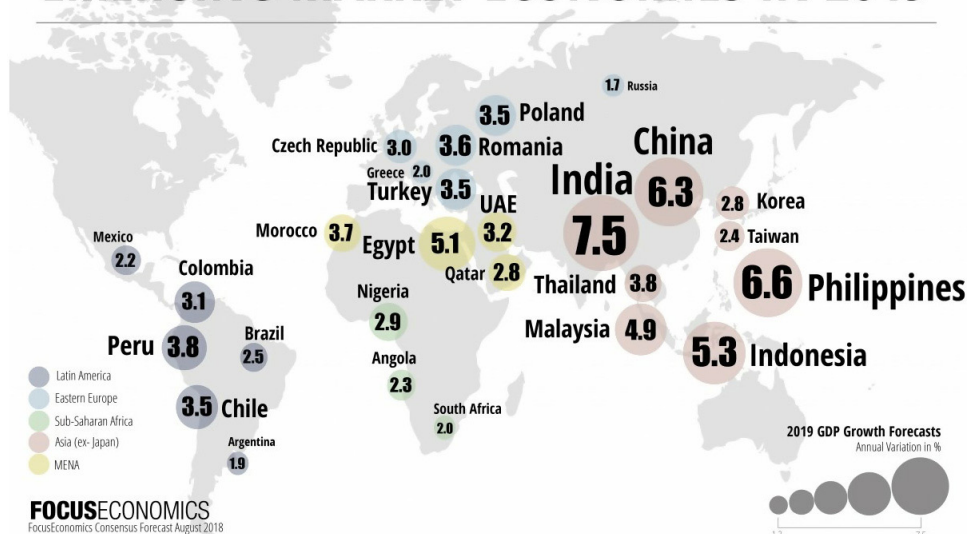 1.7 Russia
3.5 Poland
China
Czech Republic 3.0
3.6 Romania
Greece 2.0
India
6.3
Turkey 3.5
UAE
2.8 Korea
Morocco 3.7
Egypt 5.1
3.2
7.5
2.4 Taiwan
Mexico
2.2
Colombia
Qatar 2.8
Thailand 3.8
6.6 Philippines
3.1
Nigeria
2.9
Malaysia 4.9
Peru 3.8
Brazil
2.5
5.3 Indonesia
Angola
2.3
Latin America
Eastern Europe
Sub-Saharan Africa
Asia (ex- Japan)
MENA
3.5 Chile
South Africa
2.0
Argentina
1.9
2019 GDP Growth Forecasts
Annual Variation in %
FOCUSECONOMICS
FocusEconomics Consensus Forecast August 2018